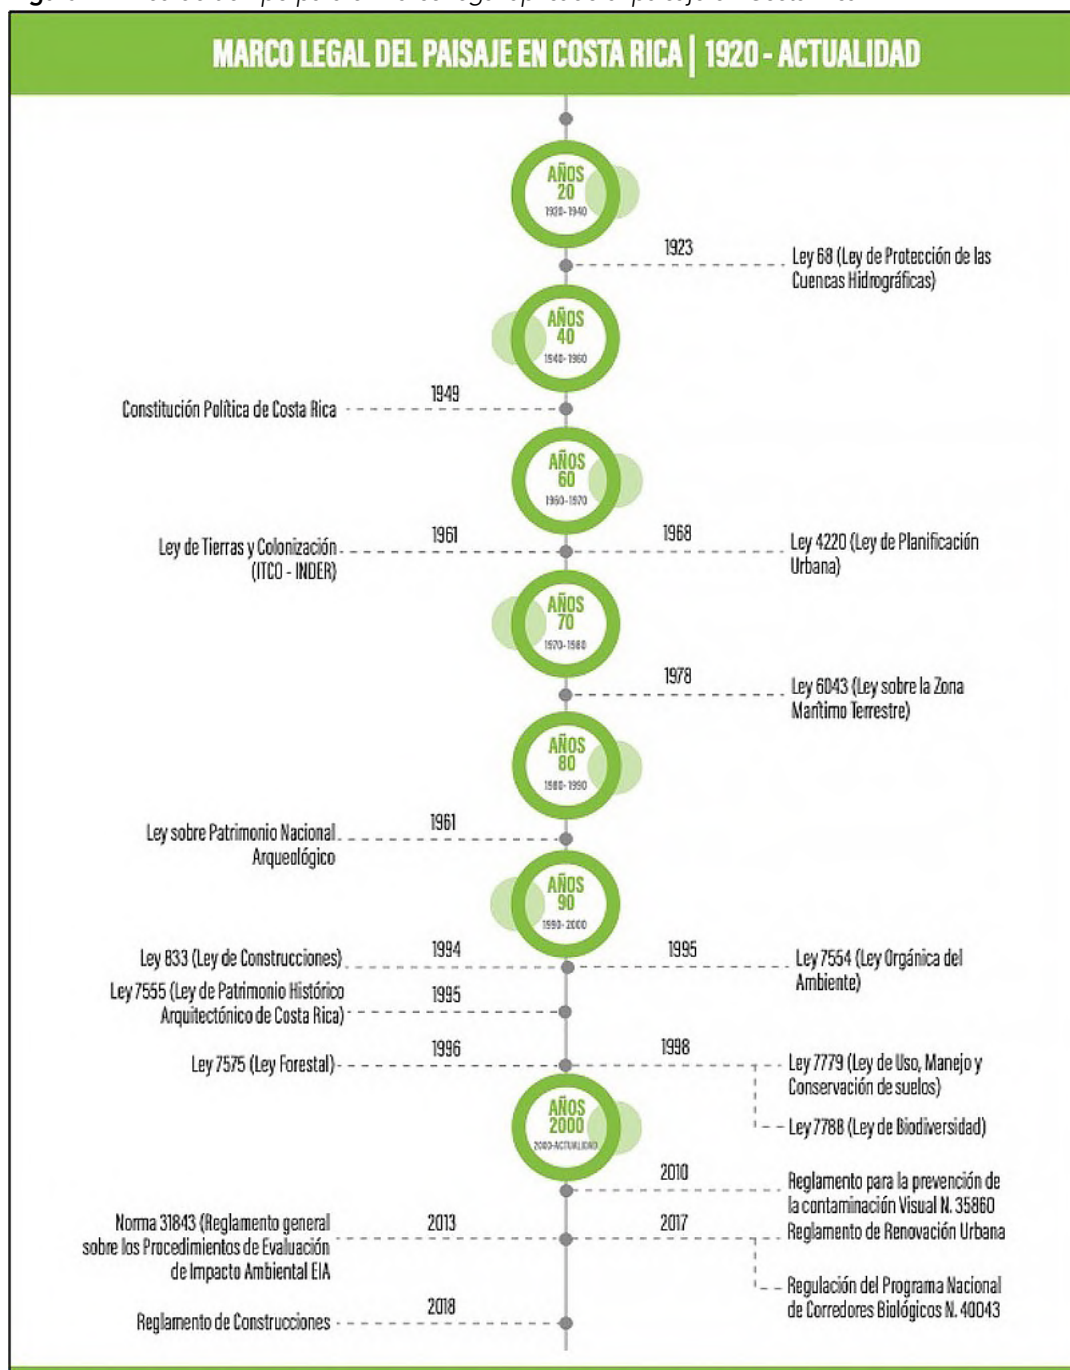 MARCO LEGAL DEL PAISAJE EN COSTA RICA | 1920 - ACTUALIDAD
AÑOS
20
1920-1940
1923
Ley 68 (Ley de Protección de las
Cuencas Hidrográficas)
AÑOS
40
1940-1960
1949
Constitución Política de Costa Rica
AÑOS
60
1960-1970
1961
Ley de Tierras y Colonización
(ITCO - INDER)
1968
Ley 4220 (Ley de Planificación
Urbana)
AÑOS
70
1970-1980
1978
Ley 6043 (Ley sobre la Zona
Marítimo Terrestre)
AÑOS
80
1980-1990
1961
Ley sobre Patrimonio Nacional
Arqueológico
AÑOS
90
1990-2000
1994
Ley 833 (Ley de Construcciones)
1995
Ley 7554 (Ley Orgánica del
Ambiente)
1995
Ley 7555 (Ley de Patrimonio Histórico
Arquitectónico de Costa Rica)
1996
Ley 7575 (Ley Forestal)
1998
Ley 7779 (Ley de Uso, Manejo y
Conservación de suelos)
Ley 7788 (Ley de Biodiversidad)
AÑOS
2000
2000-ACTUALIDAD
2010
Reglamento para la prevención de
la contaminación Visual N. 35860
2013
Norma 31843 (Reglamento general
sobre los Procedimientos de Evaluación
de Impacto Ambiental EIA
2017
Reglamento de Renovación Urbana
Regulación del Programa Nacional
de Corredores Biológicos N. 40043
2018
Reglamento de Construcciones